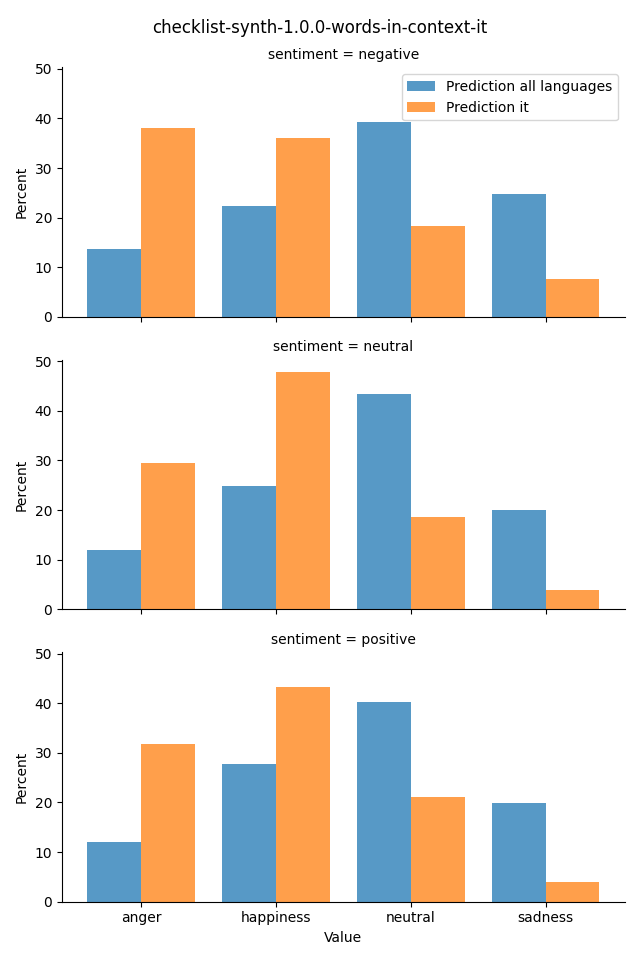 checklist-synth-1.0.0-words-in-context-it
sentiment = negative
Prediction all languages
Prediction it
Percent
50
40
30
20
10
0
sentiment = neutral
Percent
50
40
30
20
10
0
sentiment = positive
Percent
50
40
30
20
10
0
anger happiness neutral sadness
Value